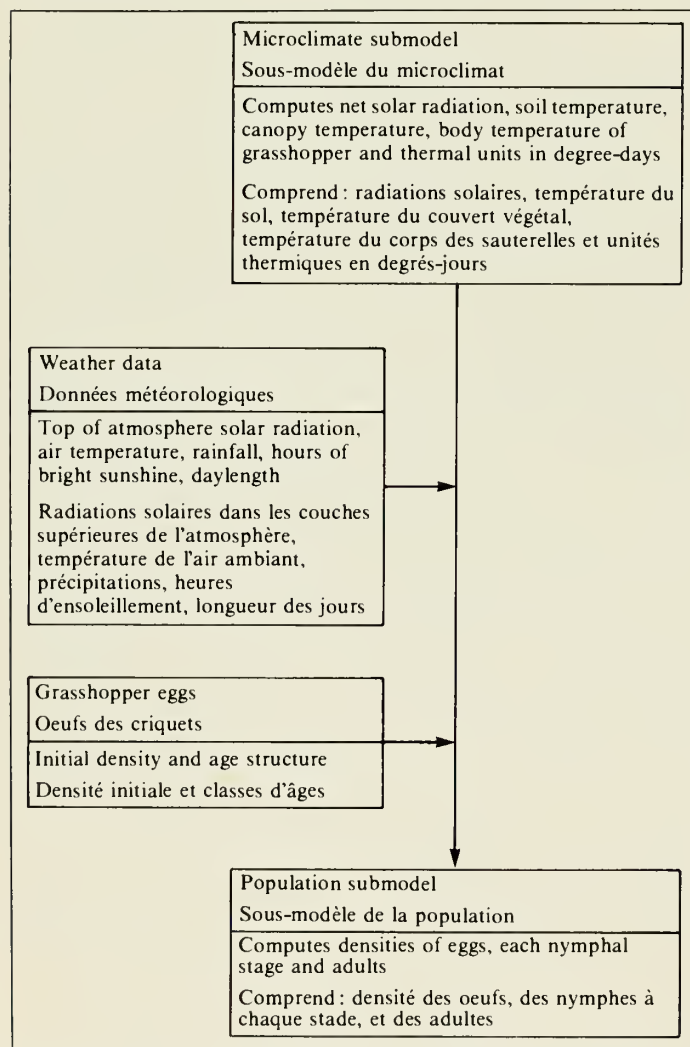 Microclimate submodel
Sous-modèle du microclimat
Computes net solar radiation, soil temperature,
canopy temperature, body temperature of
grasshopper and thermal units in degree-days
Comprend : radiations solaires, température du
sol, température du couvert végétal,
température du corps des sauterelles et unités
thermiques en degrés-jours
Weather data
Données météorologiques
Top of atmosphere solar radiation,
air temperature, rainfall, hours of
bright sunshine, daylength
Radiations solaires dans les couches
supérieures de l'atmosphère,
température de l'air ambiant,
précipitations, heures
d'ensoleillement, longueur des jours
Grasshopper eggs
Oeufs des criquets
Initial density and age structure
Densité initiale et classes d'âges
Population submodel
Sous-modèle de la population
Computes densities of eggs, each nymphal
stage and adults
Comprend : densité des oeufs, des nymphes à
chaque stade, et des adultes